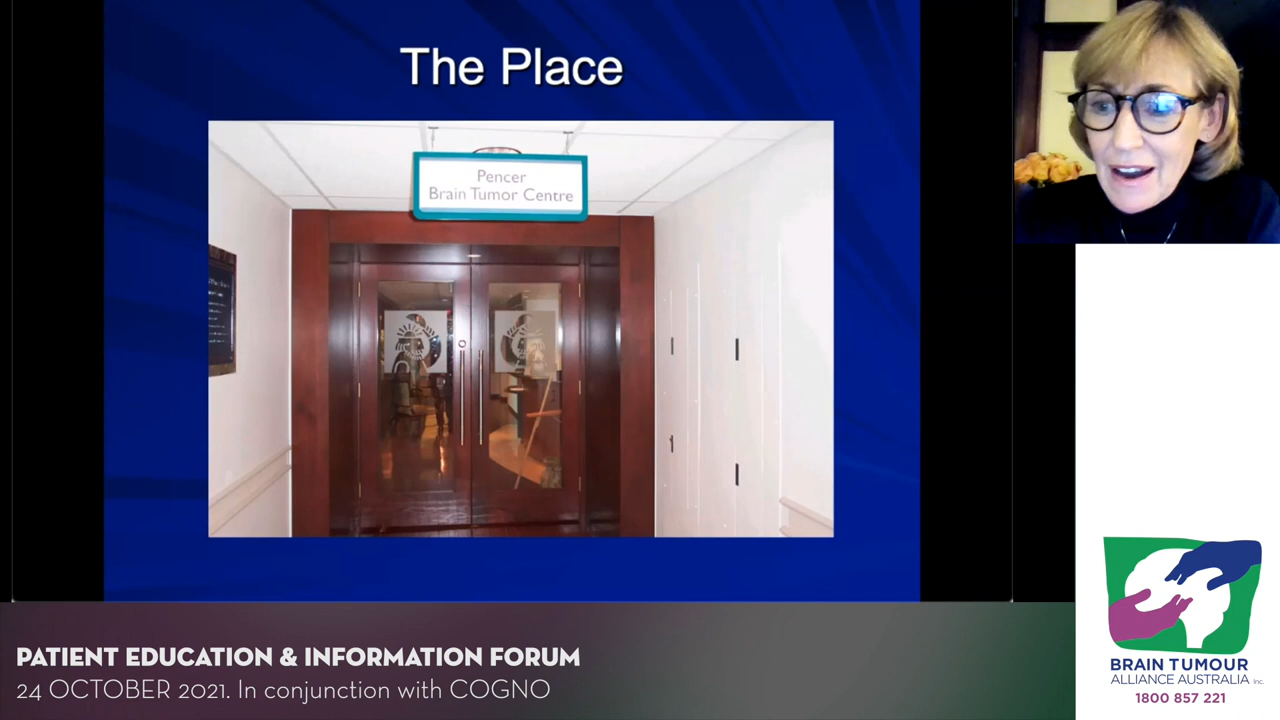 The Place
Pencer
Brain Tumor Centre
PATIENT EDUCATION & INFORMATION FORUM
24 OCTOBER 2021. In conjunction with COGNO
BRAIN TUMOUR
ALLIANCE AUSTRALIA Inc.
1800 857 221